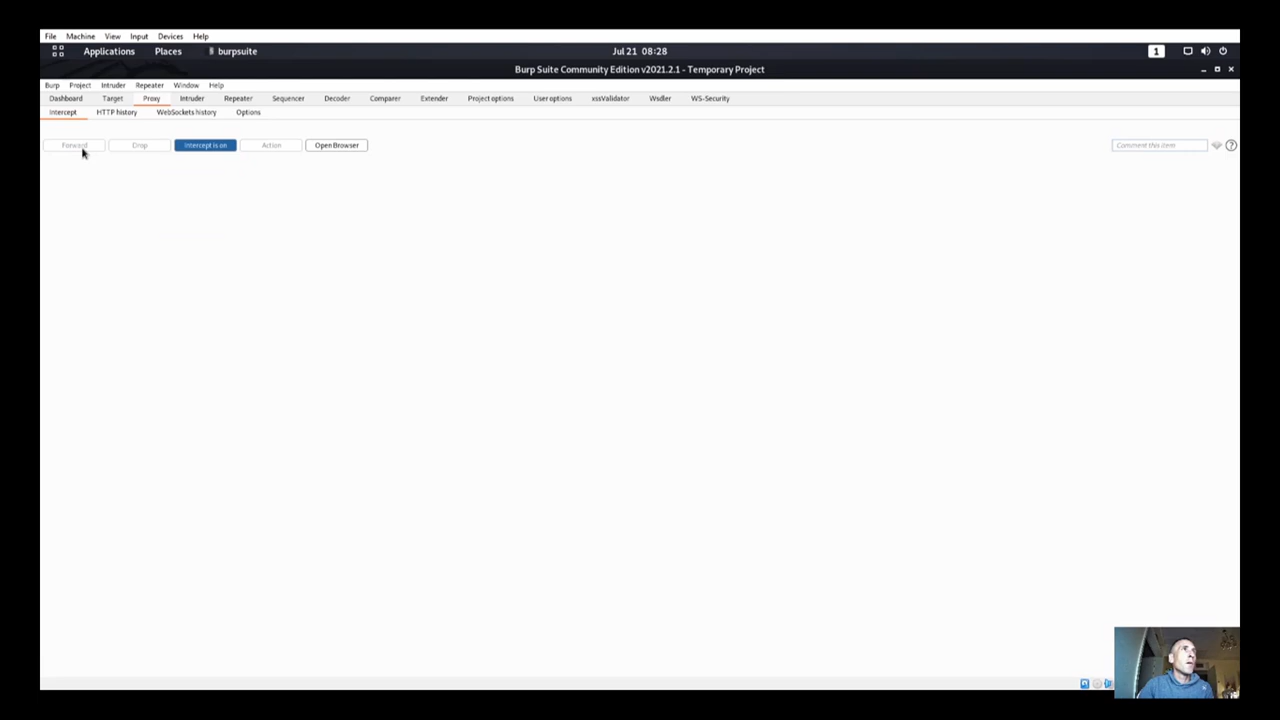 File Machine View Input Devices Help
Applications Places burpsuite Jul 21 08:28 1
Burp Suite Community Edition v2021.2.1 - Temporary Project
Burp Project Intruder Repeater Window Help
Dashboard Target Proxy Intruder Repeater Sequencer Decoder Comparer Extender Project options User options xssValidator Wsdler WS-Security
Intercept HTTP history WebSockets history Options
Forward Drop Intercept is on Action Open Browser Comment this item ?